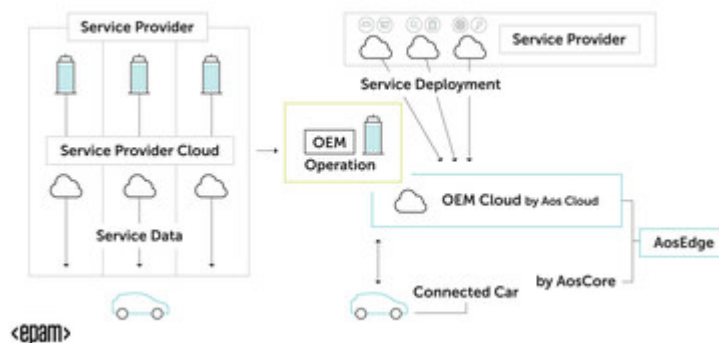 Service Provider
Service Provider Cloud
Service Data
<epam>
OEM
Operation
Service Provider
Service Deployment
OEM Cloud by Aos Cloud
AosEdge
by AosCore
Connected Car